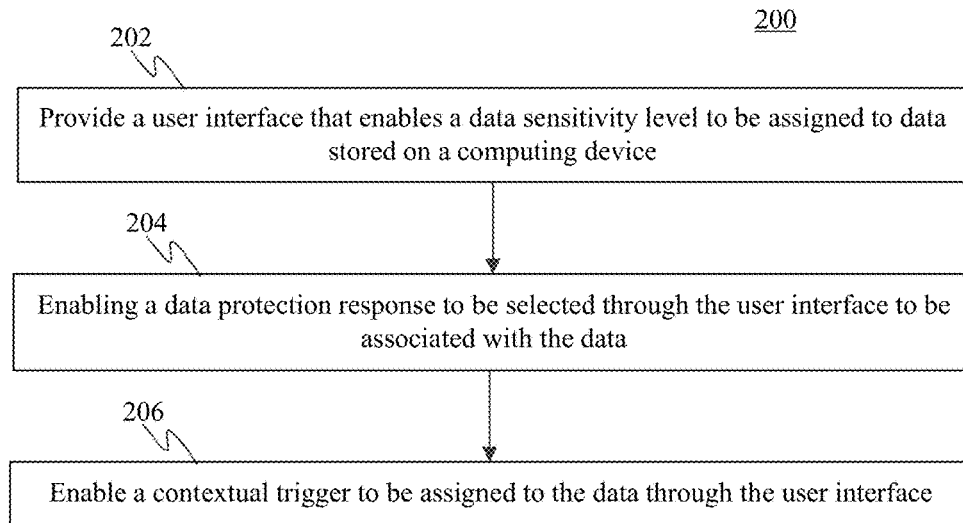 200
202
Provide a user interface that enables a data sensitivity level to be assigned to data
stored on a computing device
204
Enabling a data protection response to be selected through the user interface to be
associated with the data
206
Enable a contextual trigger to be assigned to the data through the user interface